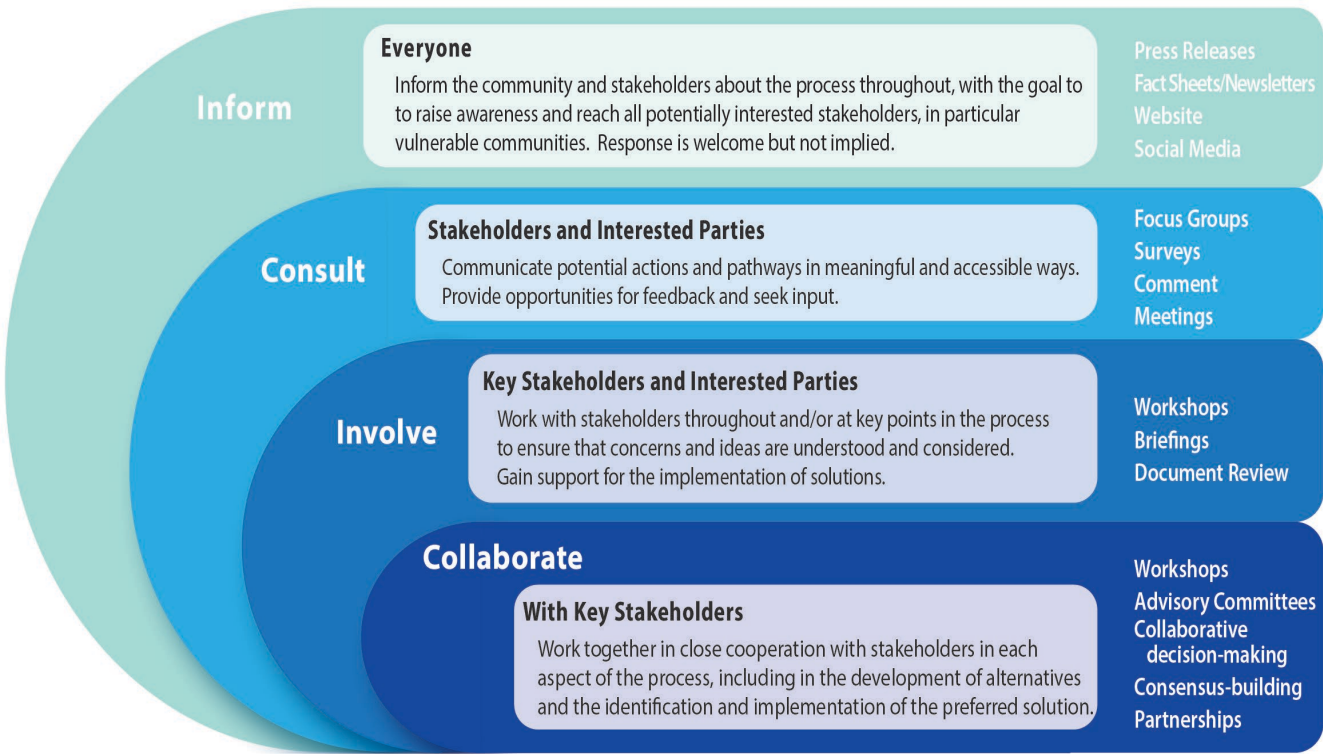 Inform
Everyone
Inform the community and stakeholders about the process throughout, with the goal to
to raise awareness and reach all potentially interested stakeholders, in particular
vulnerable communities. Response is welcome but not implied.
Press Releases
Fact Sheets/Newsletters
Website
Social Media
Consult
Stakeholders and Interested Parties
Communicate potential actions and pathways in meaningful and accessible ways.
Provide opportunities for feedback and seek input.
Focus Groups
Surveys
Comment
Meetings
Involve
Key Stakeholders and Interested Parties
Work with stakeholders throughout and/or at key points in the process
to ensure that concerns and ideas are understood and considered.
Gain support for the implementation of solutions.
Workshops
Briefings
Document Review
Collaborate
With Key Stakeholders
Work together in close cooperation with stakeholders in each
aspect of the process, including in the development of alternatives
and the identification and implementation of the preferred solution.
Workshops
Advisory Committees
Collaborative
decision-making
Consensus-building
Partnerships